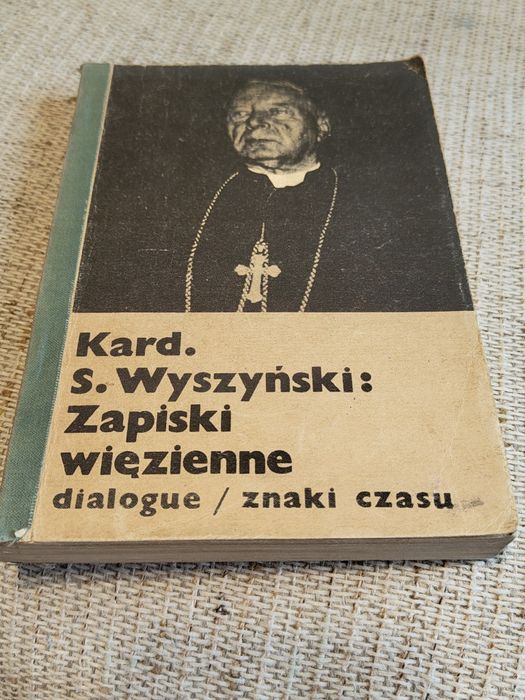 Kard.
S. Wyszyński:
Zapiski
więzienne
dialogue / znaki czasu